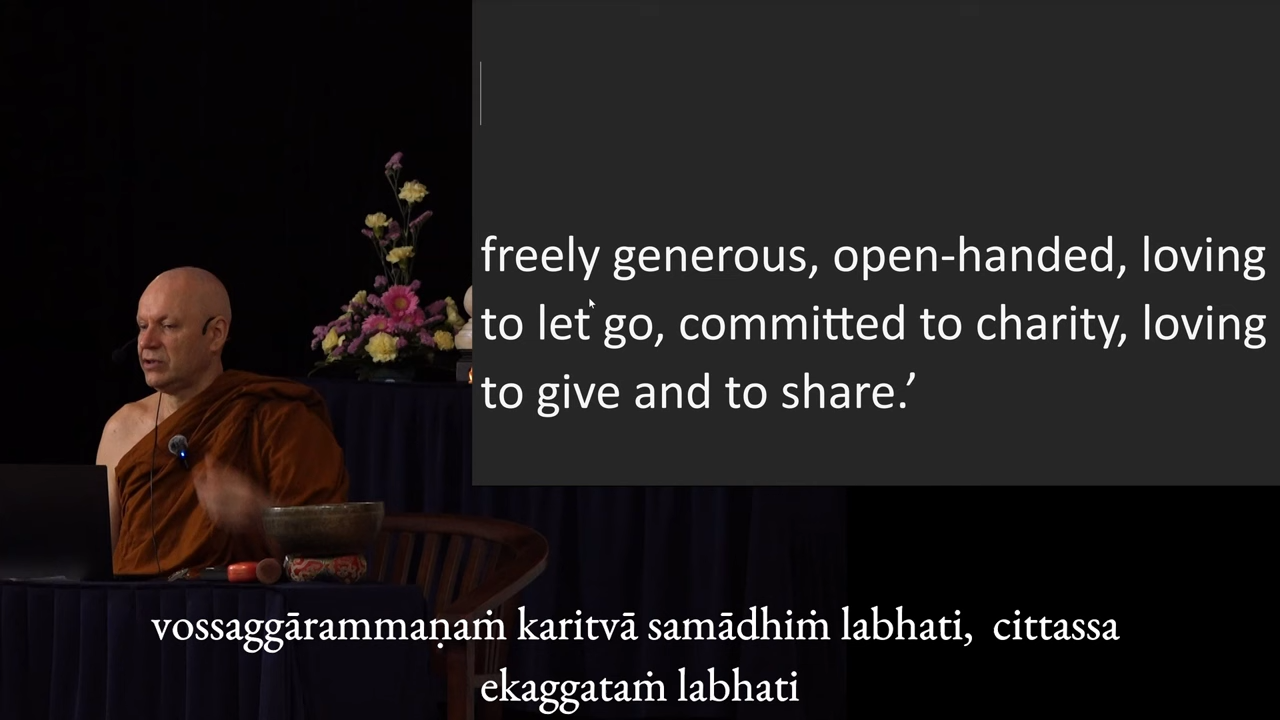 freely generous, open-handed, loving
to let go, committed to charity, loving
to give and to share.’
vossaggārammaṇaṁ karitvā samādhiṁ labhati, cittassa
ekaggataṁ labhati